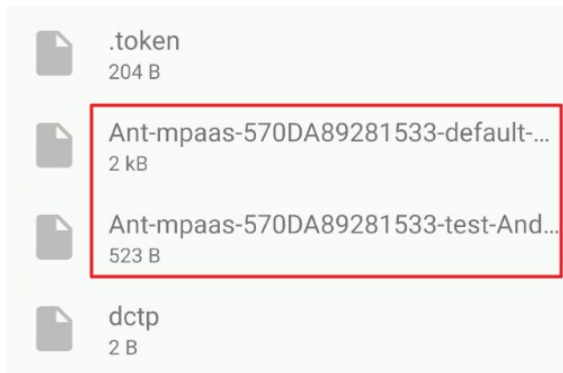 .token
204 B
Ant-mpaas-570DA89281533-default-...
2 kB
Ant-mpaas-570DA89281533-test-And...
523 B
dctp
2 B